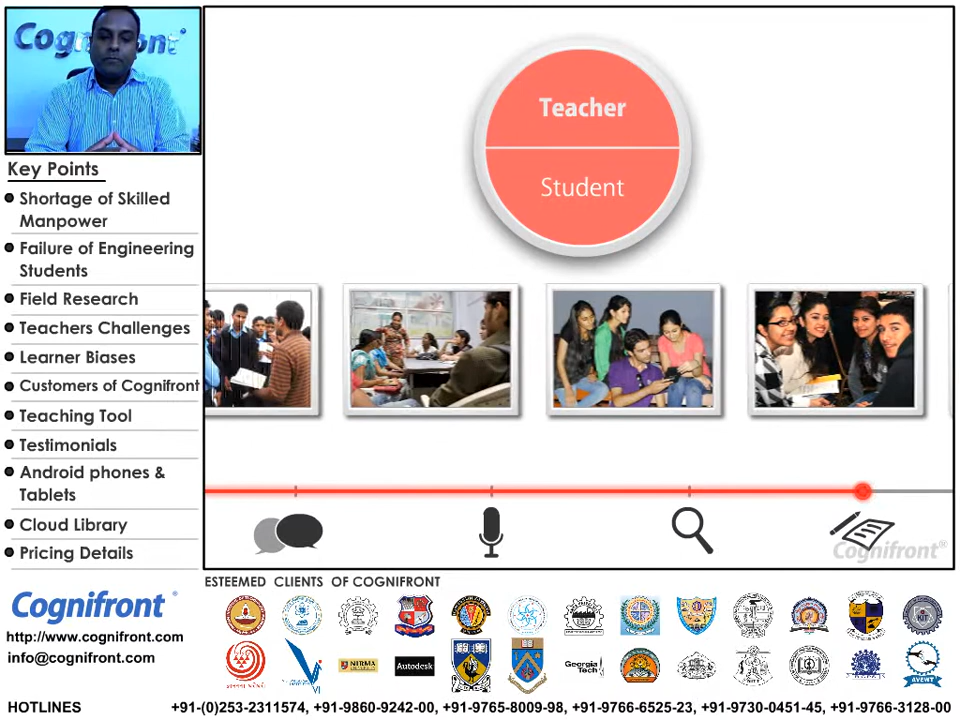 Cognifront
Key Points
Shortage of Skilled
Manpower
Failure of Engineering
Students
Field Research
Teachers Challenges
Learner Biases
Customers of Cognifront
Teaching Tool
Testimonials
Android phones &
Tablets
Cloud Library
Pricing Details
Cognifront
http://www.cognifront.com
info@cognifront.com
Teacher
Student
Cognifront®
ESTEEMED CLIENTS OF COGNIFRONT
KIT
VI
NIRMA
Autodesk
Georgia
Tech
AVENT
HOTLINES +91-(0)253-2311574, +91-9860-9242-00, +91-9765-8009-98, +91-9766-6525-23, +91-9730-0451-45, +91-9766-3128-00